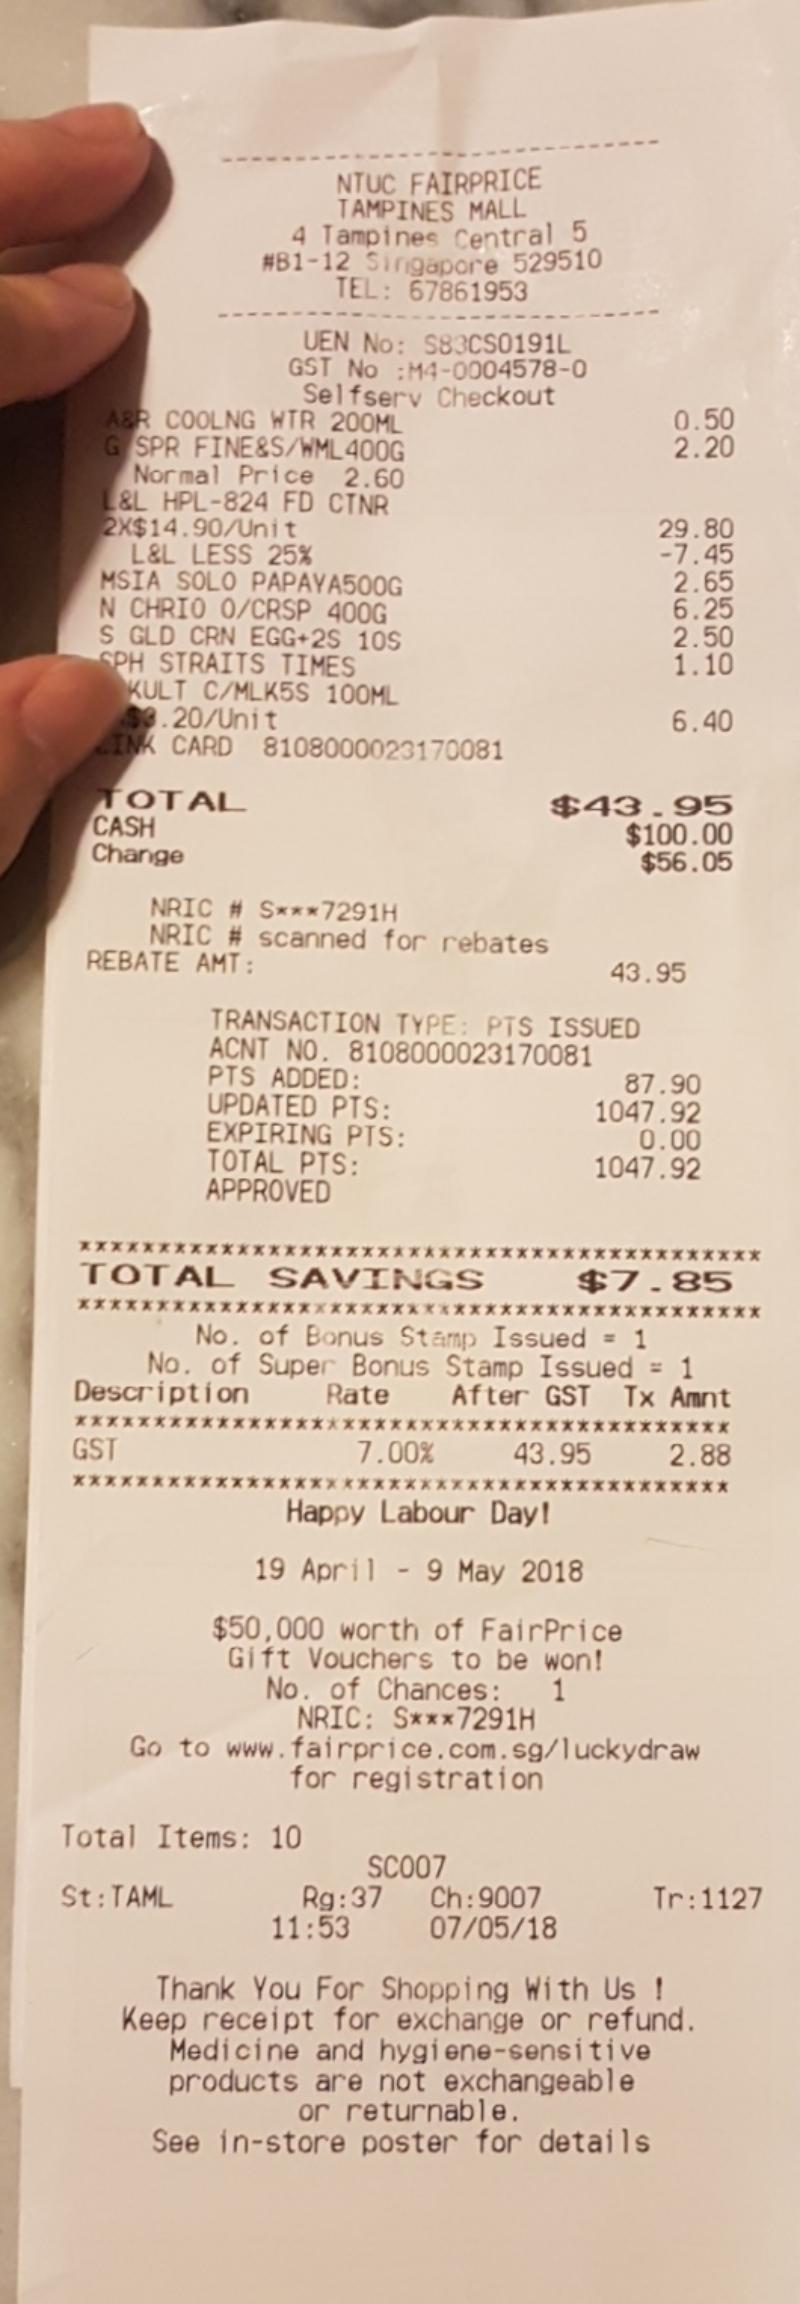 NTUC FAIRPRICE
TAMPINES MALL
4 Tampines Central 5
#B1-12 Singapore 529510
TEL: 67861953
UEN No: S83CS0191L
GST No :M4-0004578-0
Selfserv Checkout
A&R COOLNG WTR 200ML 0.50
G SPR FINE&S/WML400G 2.20
Normal Price 2.60
L&L HPL-824 FD CTNR
2X$14.90/Unit 29.80
L&L LESS 25% -7.45
MSIA SOLO PAPAYA500G 2.65
N CHRIO O/CRSP 400G 6.25
S GLD CRN EGG+2S 10S 2.50
SPH STRAITS TIMES 1.10
KULT C/MLK5S 100ML
$3.20/Unit 6.40
LINK CARD 8108000023170081
TOTAL $43.95
CASH $100.00
Change $56.05
NRIC # S***7291H
NRIC # scanned for rebates
REBATE AMT: 43.95
TRANSACTION TYPE: PTS ISSUED
ACNT NO. 8108000023170081
PTS ADDED: 87.90
UPDATED PTS: 1047.92
EXPIRING PTS: 0.00
TOTAL PTS: 1047.92
APPROVED
TOTAL SAVINGS $7.85
No. of Bonus Stamp Issued = 1
No. of Super Bonus Stamp Issued = 1
Description Rate After GST Tx Amnt
GST 7.00% 43.95 2.88
Happy Labour Day!
19 April - 9 May 2018
$50,000 worth of FairPrice
Gift Vouchers to be won!
No. of Chances: 1
NRIC: S***7291H
Go to www.fairprice.com.sg/luckydraw
for registration
Total Items: 10
SC007
St:TAML Rg:37 Ch:9007 Tr:1127
11:53 07/05/18
Thank You For Shopping With Us !
Keep receipt for exchange or refund.
Medicine and hygiene-sensitive
products are not exchangeable
or returnable.
See in-store poster for details